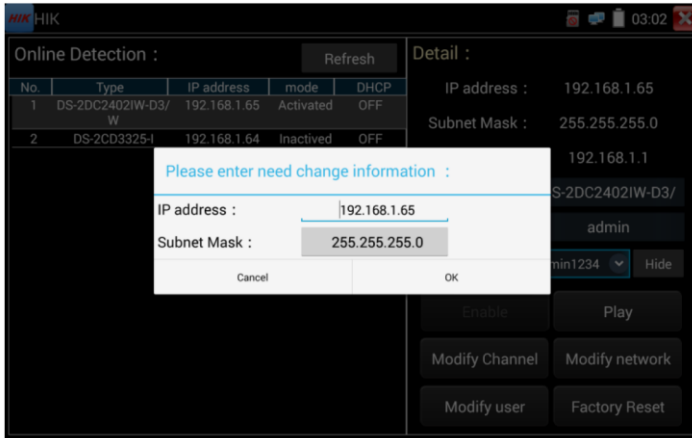 HIK HIK 03:02
Online Detection : Refresh
No. Type IP address mode DHCP
1 DS-2DC2402IW-D3/W 192.168.1.65 Activated OFF
2 DS-2CD3325-I 192.168.1.64 Inactived OFF
Please enter need change information :
IP address : 192.168.1.65
Subnet Mask : 255.255.255.0
Cancel OK
Detail :
IP address : 192.168.1.65
Subnet Mask : 255.255.255.0
192.168.1.1
S-2DC2402IW-D3/
admin
min1234 Hide
Enable Play
Modify Channel Modify network
Modify user Factory Reset